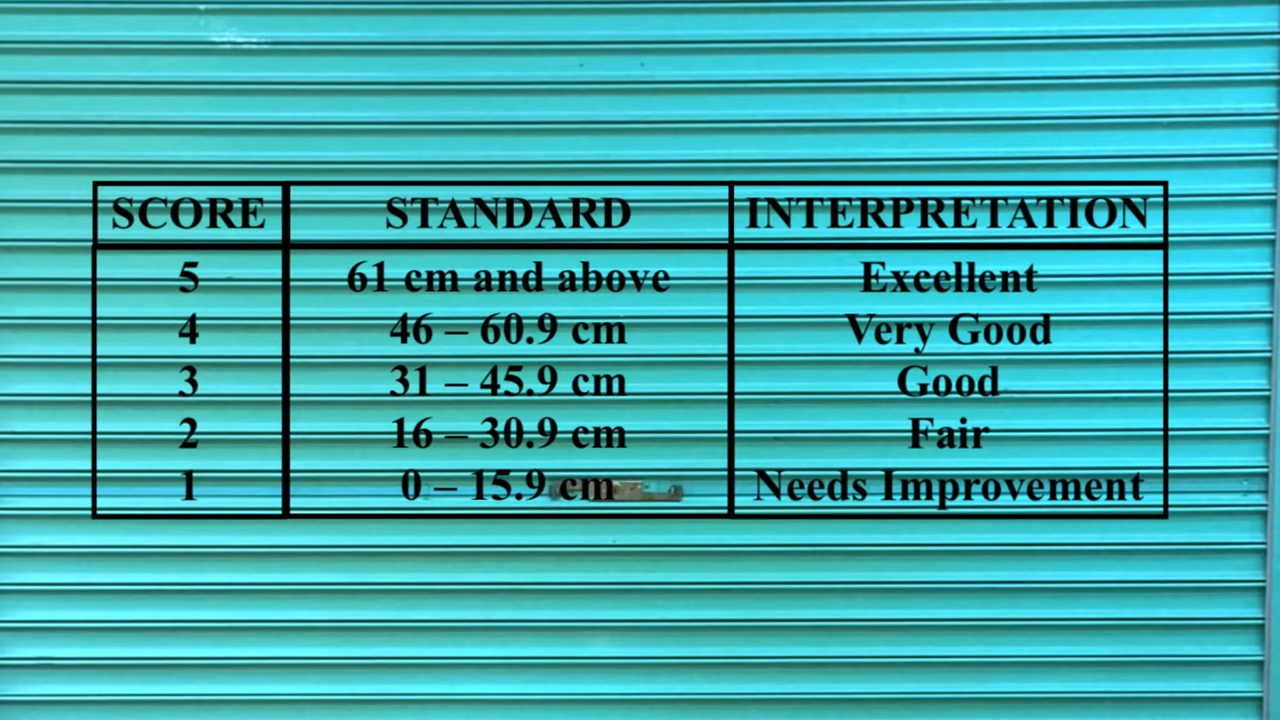 SCORE STANDARD INTERPRETATION
5 61 cm and above Excellent
4 46 – 60.9 cm Very Good
3 31 – 45.9 cm Good
2 16 – 30.9 cm Fair
1 0 – 15.9 cm Needs Improvement